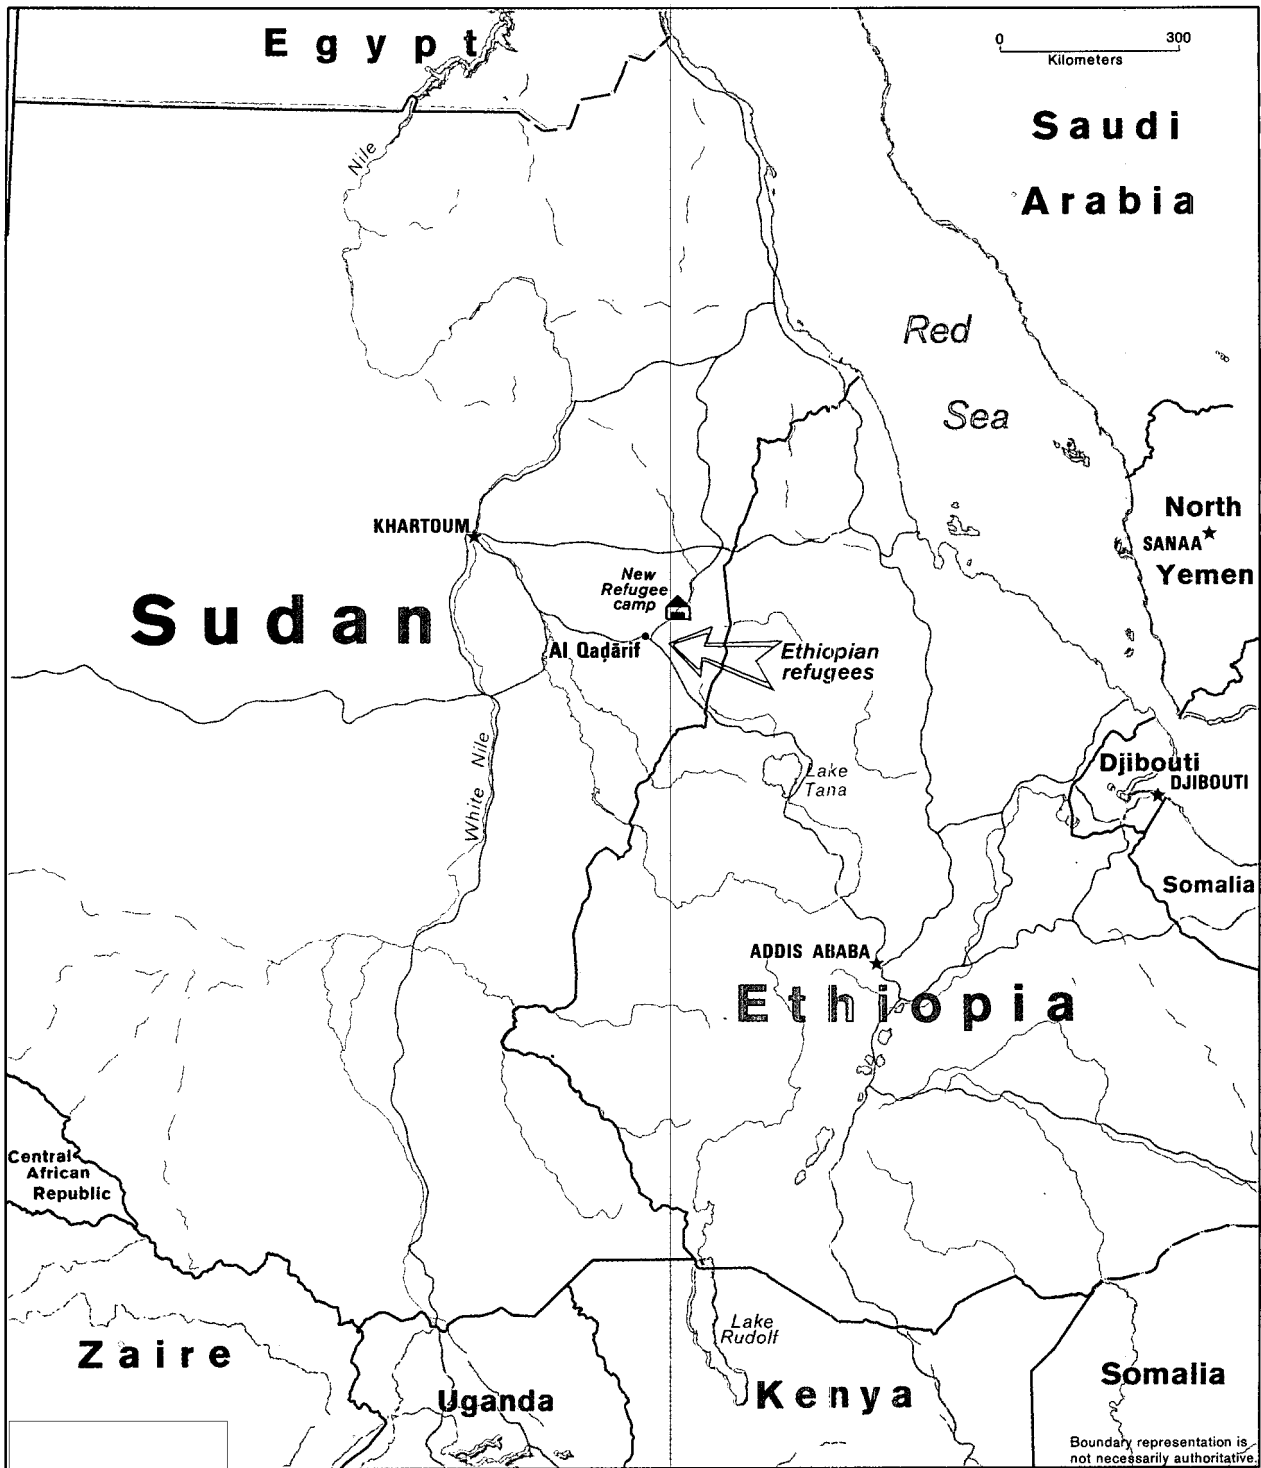 Egypt
0 300
Kilometers
Saudi
Arabia
Nile
Red
Sea
KHARTOUM
North
SANAA
Yemen
New
Refugee
camp
Sudan
Al Qaḍārif
Ethiopian
refugees
White Nile
Lake
Tana
Djibouti
DJIBOUTI
Somalia
ADDIS ABABA
Ethiopia
Central
African
Republic
Zaire
Lake
Rudolf
Uganda
Kenya
Somalia
Boundary representation is
not necessarily authoritative.